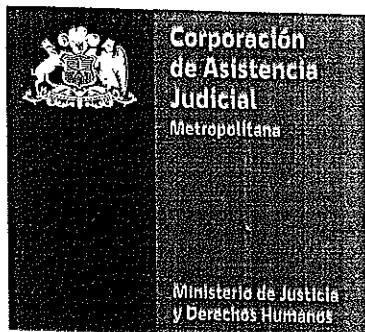 Corporación
de Asistencia
Judicial
Metropolitana
Ministerio de Justicia
y Derechos Humanos